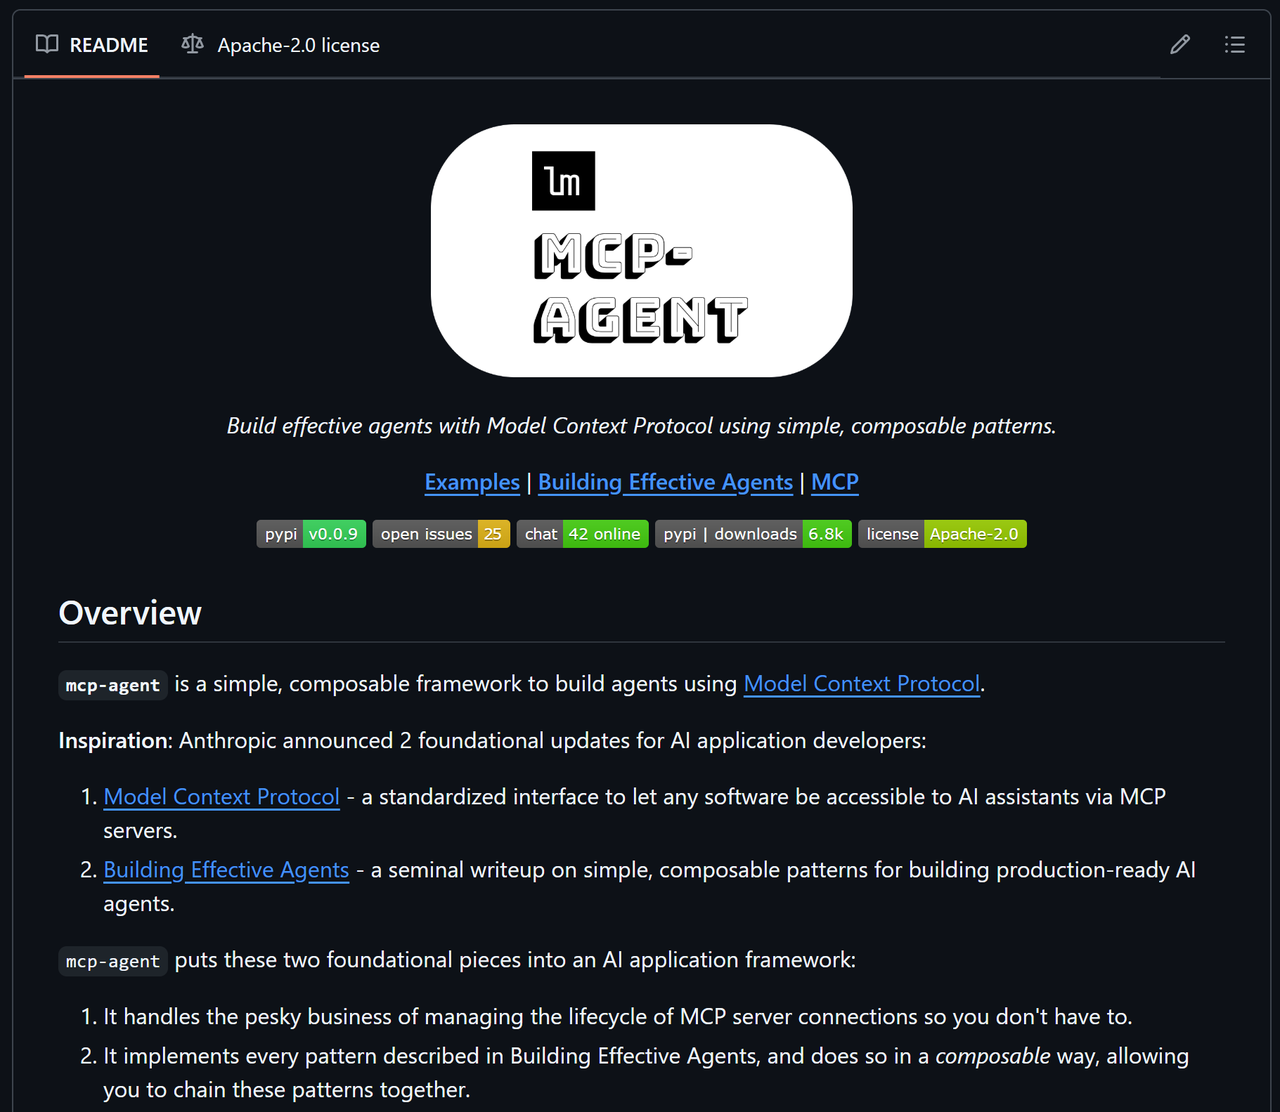 README Apache-2.0 license
lm
MCP-
AGENT
Build effective agents with Model Context Protocol using simple, composable patterns.
Examples | Building Effective Agents | MCP
pypi v0.0.9 open issues 25 chat 42 online pypi | downloads 6.8k license Apache-2.0
Overview
mcp-agent is a simple, composable framework to build agents using Model Context Protocol.
Inspiration: Anthropic announced 2 foundational updates for AI application developers:
1. Model Context Protocol - a standardized interface to let any software be accessible to AI assistants via MCP
servers.
2. Building Effective Agents - a seminal writeup on simple, composable patterns for building production-ready AI
agents.
mcp-agent puts these two foundational pieces into an AI application framework:
1. It handles the pesky business of managing the lifecycle of MCP server connections so you don't have to.
2. It implements every pattern described in Building Effective Agents, and does so in a composable way, allowing
you to chain these patterns together.